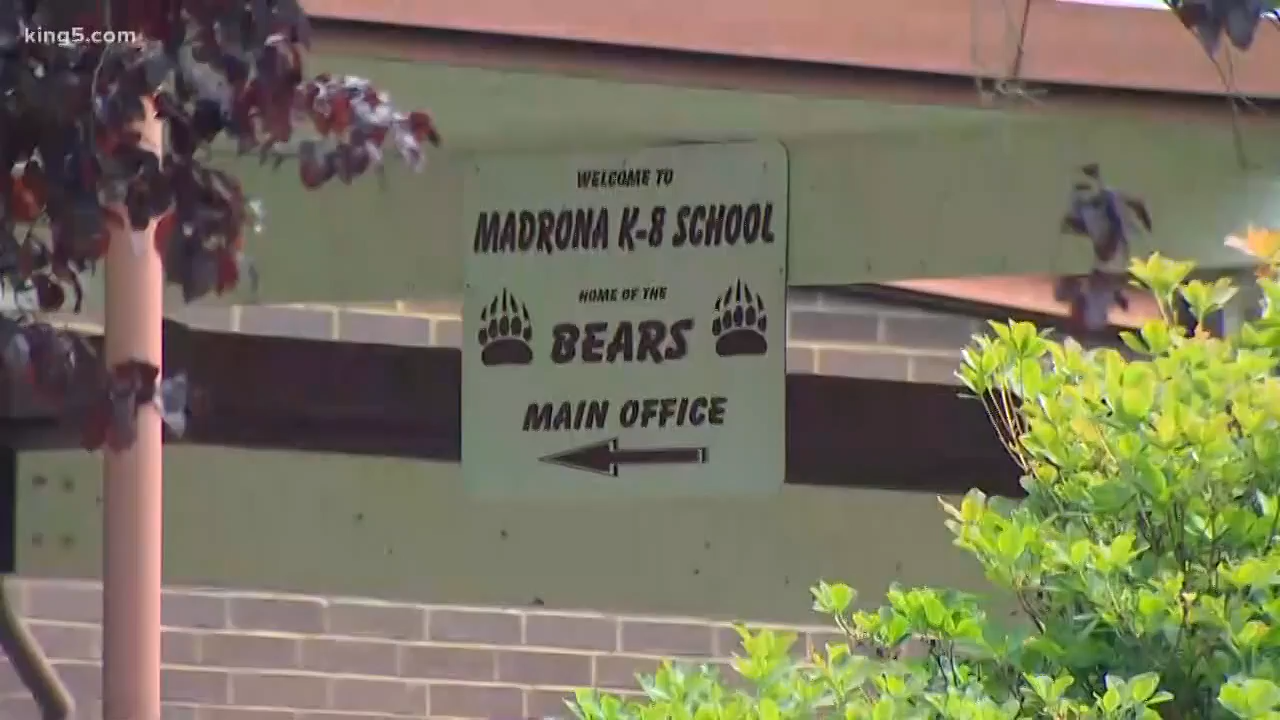 king5.com
WELCOME TO
MADRONA K-8 SCHOOL
HOME OF THE
BEARS
MAIN OFFICE